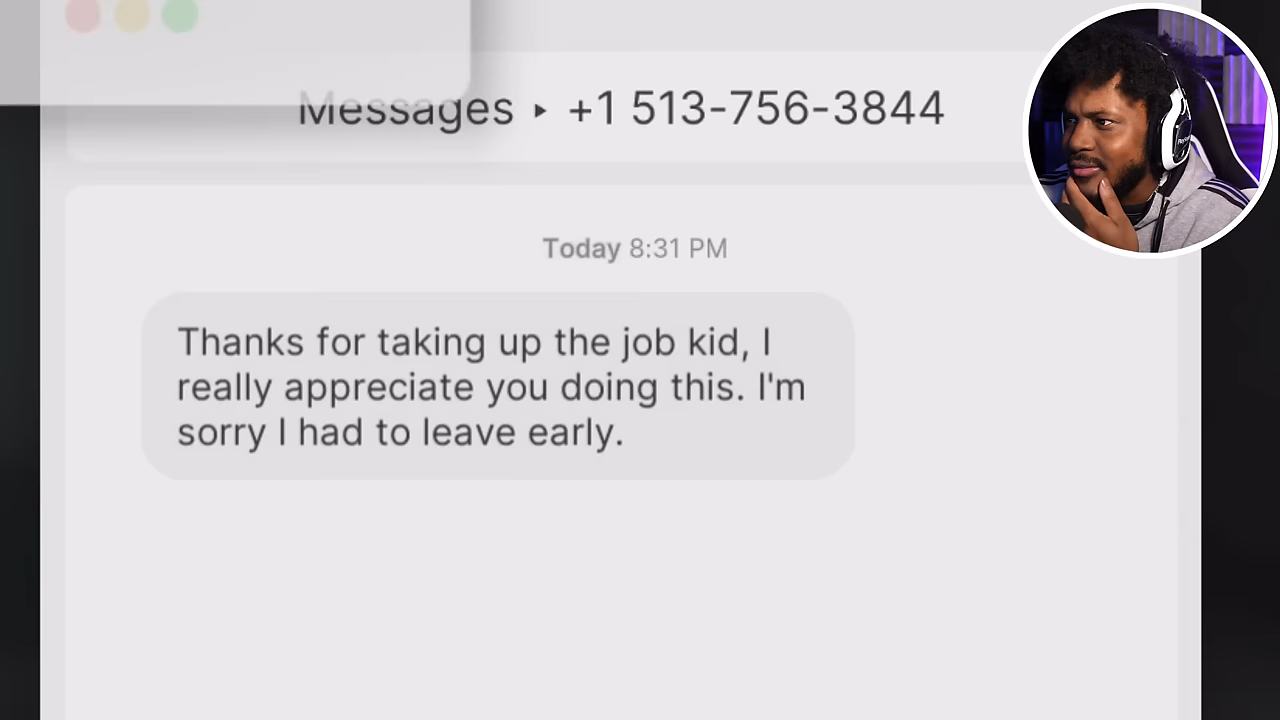 Messages ▸ +1 513-756-3844
Today 8:31 PM
Thanks for taking up the job kid, I
really appreciate you doing this. I'm
sorry I had to leave early.